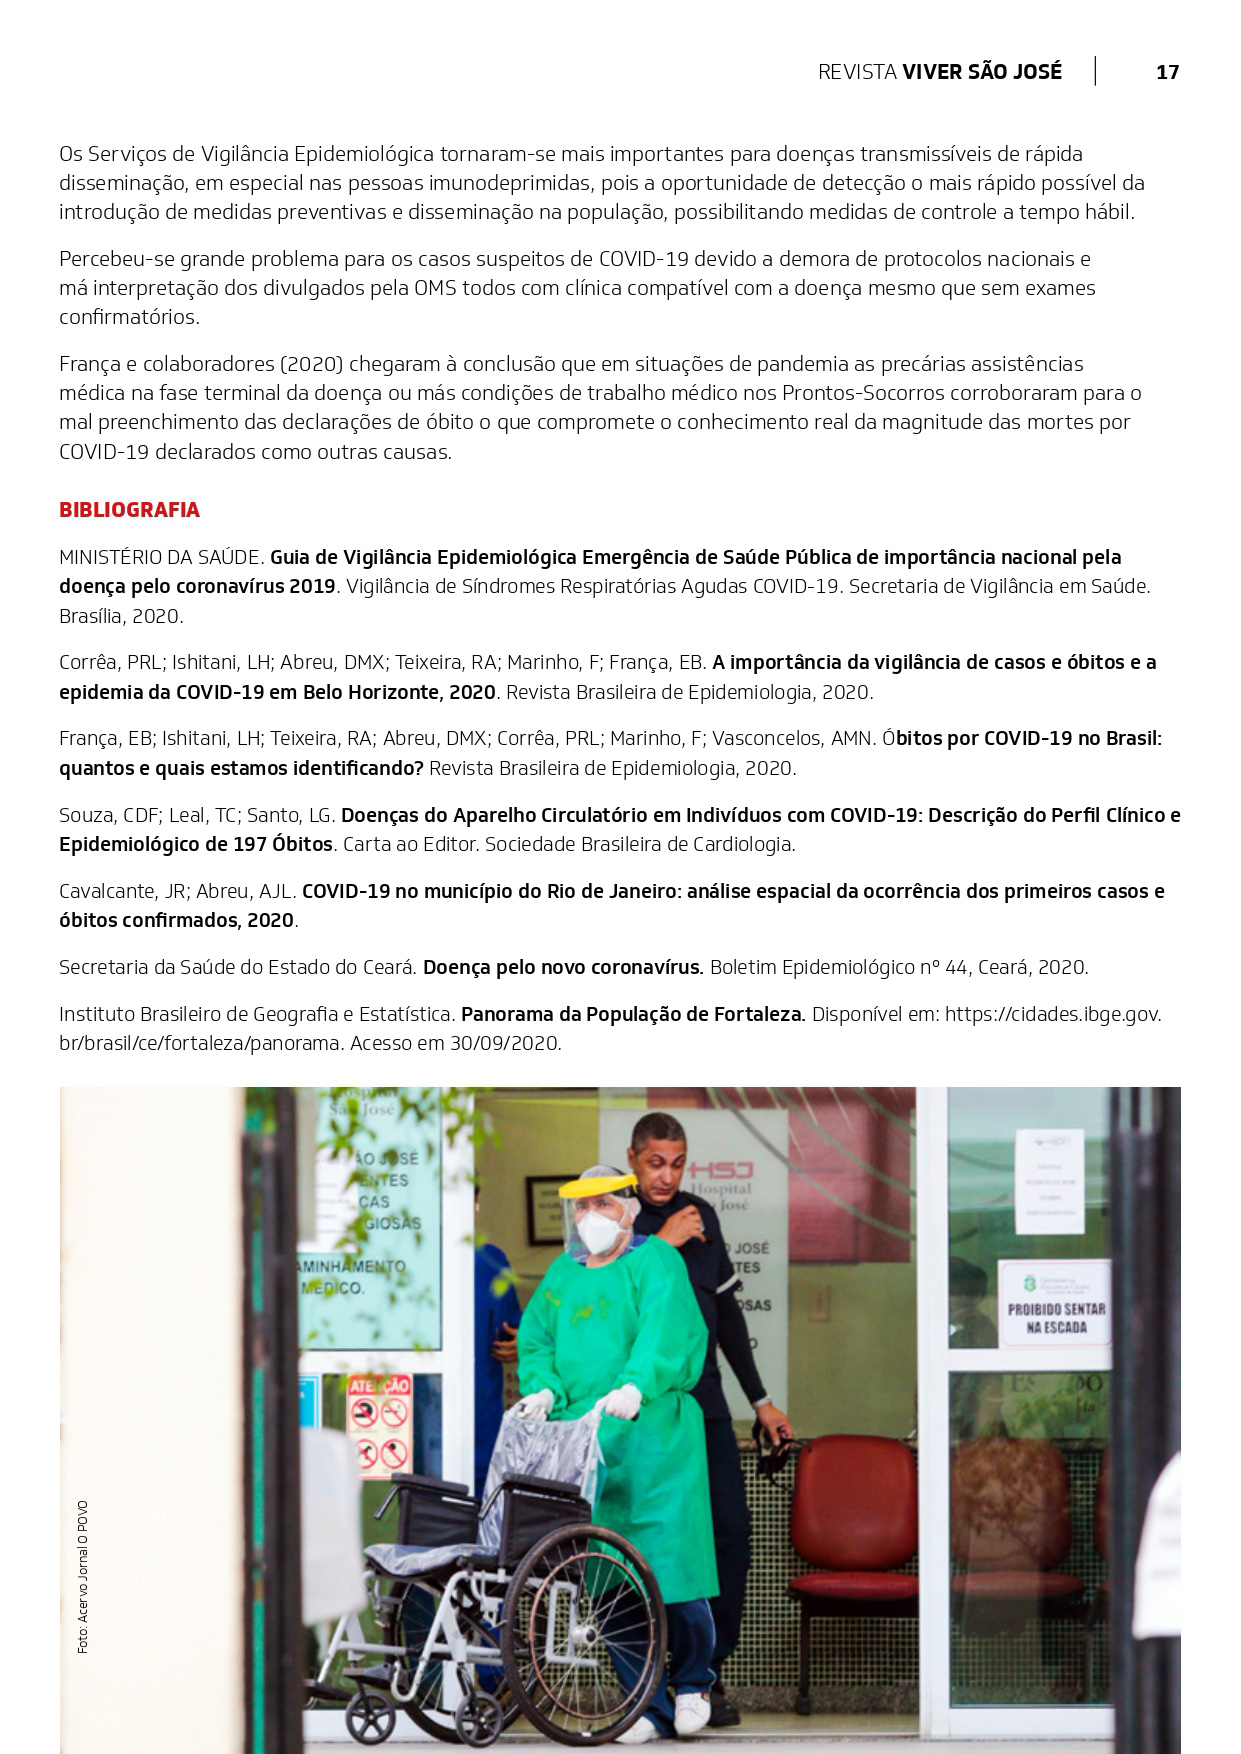 REVISTA VIVER SÃO JOSÉ 17
Os Serviços de Vigilância Epidemiológica tornaram-se mais importantes para doenças transmissíveis de rápida
disseminação, em especial nas pessoas imunodeprimidas, pois a oportunidade de detecção o mais rápido possível da
introdução de medidas preventivas e disseminação na população, possibilitando medidas de controle a tempo hábil.
Percebeu-se grande problema para os casos suspeitos de COVID-19 devido a demora de protocolos nacionais e
má interpretação dos divulgados pela OMS todos com clínica compatível com a doença mesmo que sem exames
confirmatórios.
França e colaboradores (2020) chegaram à conclusão que em situações de pandemia as precárias assistências
médica na fase terminal da doença ou más condições de trabalho médico nos Prontos-Socorros corroboraram para o
mal preenchimento das declarações de óbito o que compromete o conhecimento real da magnitude das mortes por
COVID-19 declarados como outras causas.
BIBLIOGRAFIA
MINISTÉRIO DA SAÚDE. Guia de Vigilância Epidemiológica Emergência de Saúde Pública de importância nacional pela
doença pelo coronavírus 2019. Vigilância de Síndromes Respiratórias Agudas COVID-19. Secretaria de Vigilância em Saúde.
Brasília, 2020.
Corrêa, PRL; Ishitani, LH; Abreu, DMX; Teixeira, RA; Marinho, F; França, EB. A importância da vigilância de casos e óbitos e a
epidemia da COVID-19 em Belo Horizonte, 2020. Revista Brasileira de Epidemiologia, 2020.
França, EB; Ishitani, LH; Teixeira, RA; Abreu, DMX; Corrêa, PRL; Marinho, F; Vasconcelos, AMN. Óbitos por COVID-19 no Brasil:
quantos e quais estamos identificando? Revista Brasileira de Epidemiologia, 2020.
Souza, CDF; Leal, TC; Santo, LG. Doenças do Aparelho Circulatório em Indivíduos com COVID-19: Descrição do Perfil Clínico e
Epidemiológico de 197 Óbitos. Carta ao Editor. Sociedade Brasileira de Cardiologia.
Cavalcante, JR; Abreu, AJL. COVID-19 no município do Rio de Janeiro: análise espacial da ocorrência dos primeiros casos e
óbitos confirmados, 2020.
Secretaria da Saúde do Estado do Ceará. Doença pelo novo coronavírus. Boletim Epidemiológico nº 44, Ceará, 2020.
Instituto Brasileiro de Geografia e Estatística. Panorama da População de Fortaleza. Disponível em: https://cidades.ibge.gov.
br/brasil/ce/fortaleza/panorama. Acesso em 30/09/2020.
Hospital
São José
ÃO JOSÉ
ENTES
ÇAS
GIOSAS
AMINHAMENTO
MÉDICO.
ATENÇÃO
HSJ
Hospital
São José
O JOSÉ
TES
S
OSAS
O
PROIBIDO SENTAR
NA ESCADA
Foto: Acervo Jornal O POVO